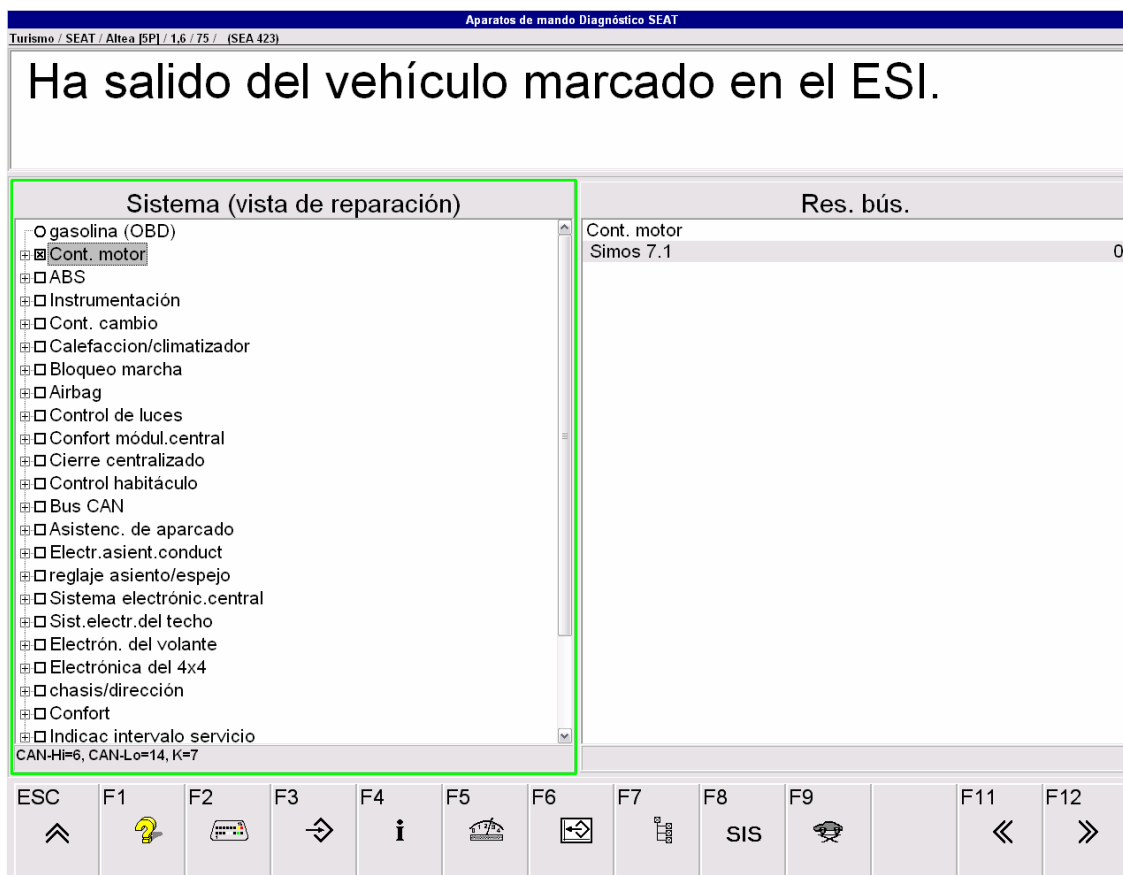 Aparatos de mando Diagnóstico SEAT
Turismo / SEAT / Altea [5P] / 1,6 / 75 / (SEA 423)
Ha salido del vehículo marcado en el ESI.
Sistema (vista de reparación)
gasolina (OBD)
Cont. motor
ABS
Instrumentación
Cont. cambio
Calefaccion/climatizador
Bloqueo marcha
Airbag
Control de luces
Confort módul.central
Cierre centralizado
Control habitáculo
Bus CAN
Asistenc. de aparcado
Electr.asient.conduct
reglaje asiento/espejo
Sistema electrónic.central
Sist.electr.del techo
Electrón. del volante
Electrónica del 4x4
chasis/dirección
Confort
Indicac intervalo servicio
CAN-Hi=6, CAN-Lo=14, K=7
Res. bús.
Cont. motor
Simos 7.1 0
ESC F1 F2 F3 F4 F5 F6 F7 F8 F9 F11 F12
SIS